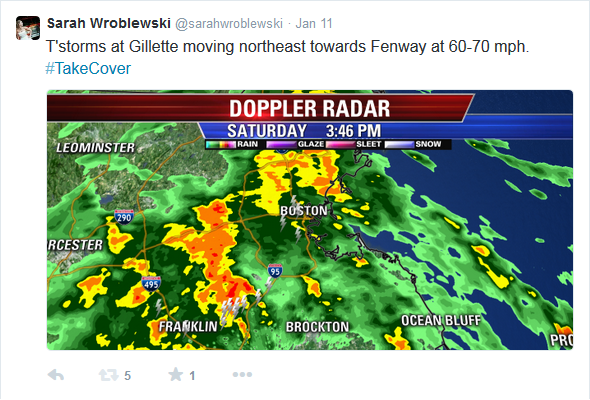 Sarah Wroblewski @sarahwroblewski · Jan 11
T'storms at Gillette moving northeast towards Fenway at 60-70 mph.
#TakeCover
DOPPLER RADAR
SATURDAY 3:46 PM
RAIN GLAZE SLEET SNOW
LEOMINSTER
290
BOSTON
RCESTER
95
495
FRANKLIN
BROCKTON
OCEAN BLUFF
PRO
5
1